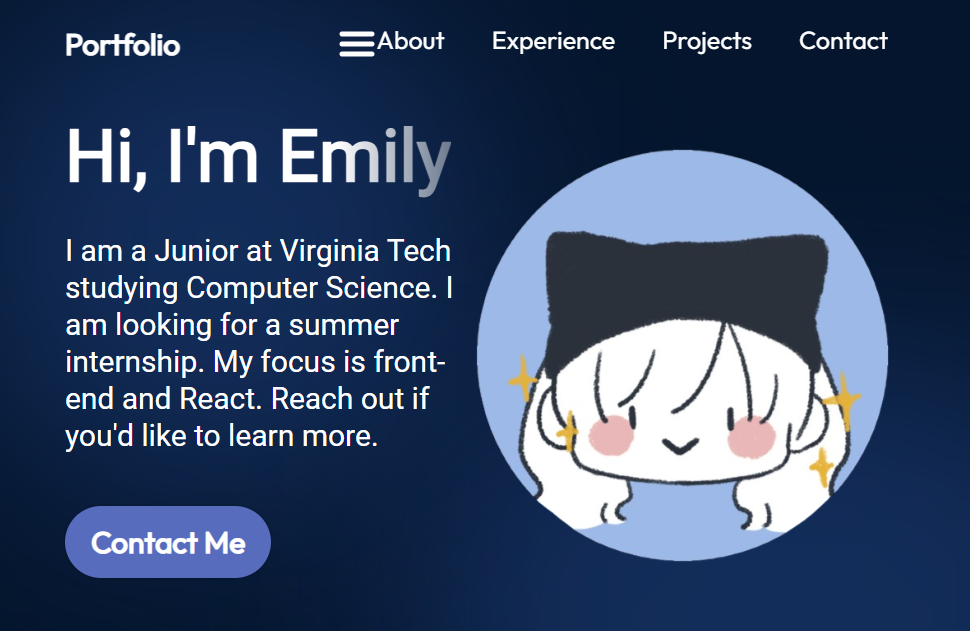 Portfolio
About Experience Projects Contact
Hi, I'm Emily
I am a Junior at Virginia Tech
studying Computer Science. I
am looking for a summer
internship. My focus is front-
end and React. Reach out if
you'd like to learn more.
Contact Me